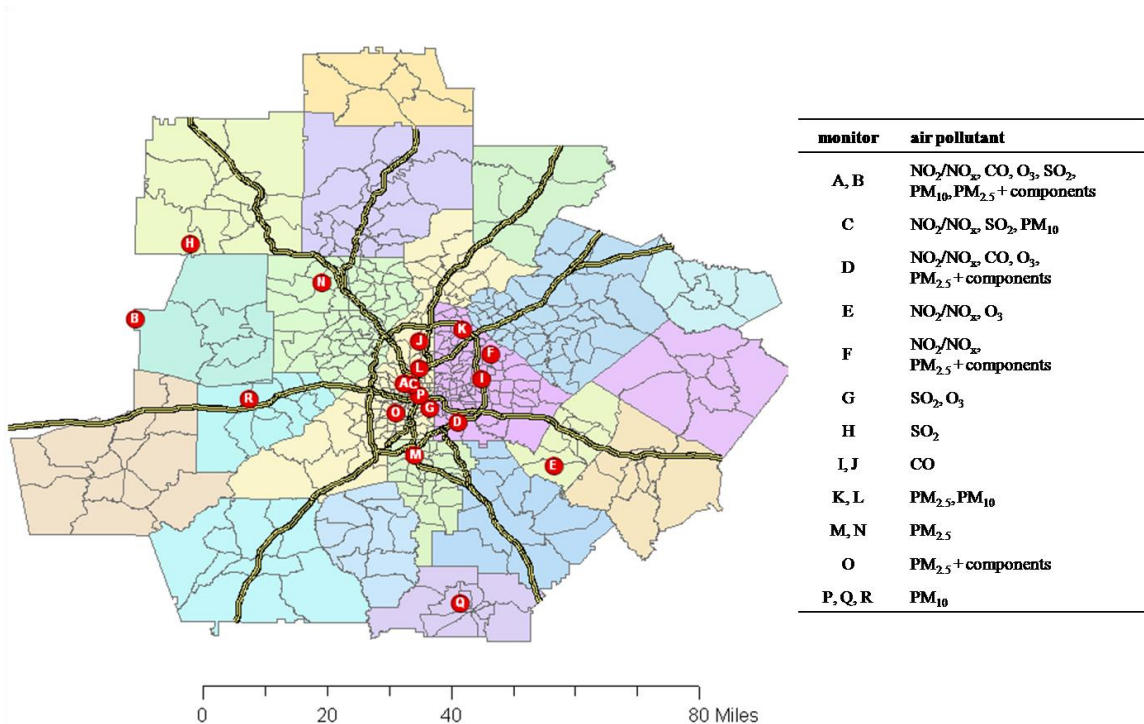 H
N
B
K
J
F
L
I
A C
R
P
O
G
D
M
E
Q
0 20 40 80 Miles
monitor air pollutant
A, B NO₂/NOₓ, CO, O₃, SO₂,
PM₁₀, PM₂.₅ + components
C NO₂/NOₓ, SO₂, PM₁₀
D NO₂/NOₓ, CO, O₃,
PM₂.₅ + components
E NO₂/NOₓ, O₃
F NO₂/NOₓ,
PM₂.₅ + components
G SO₂, O₃
H SO₂
I, J CO
K, L PM₂.₅, PM₁₀
M, N PM₂.₅
O PM₂.₅ + components
P, Q, R PM₁₀